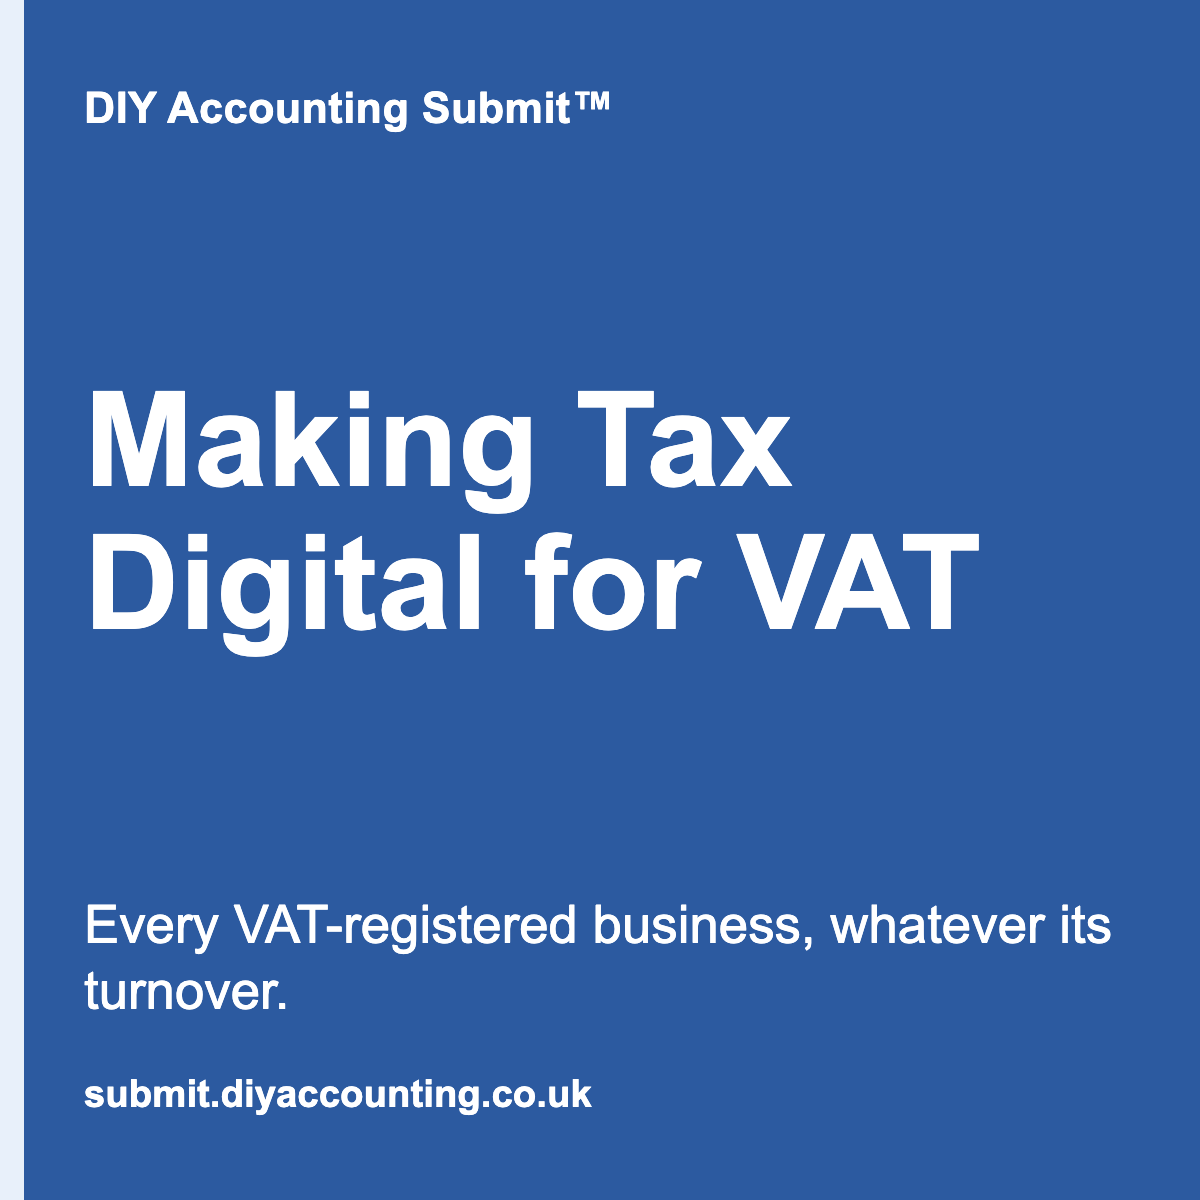 DIY Accounting Submit™
Making Tax
Digital for VAT
Every VAT-registered business, whatever its
turnover.
submit.diyaccounting.co.uk